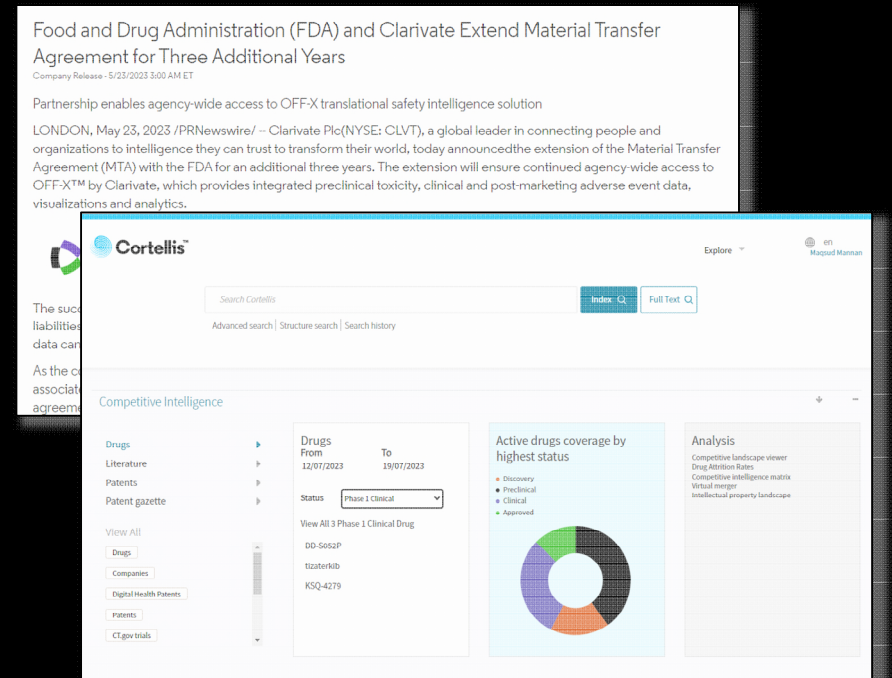 Food and Drug Administration (FDA) and Clarivate Extend Material Transfer
Agreement for Three Additional Years
Company Release - 5/23/2023 3:00 AM ET
Partnership enables agency-wide access to OFF-X translational safety intelligence solution
LONDON, May 23, 2023 /PRNewswire/ -- Clarivate Plc(NYSE: CLVT), a global leader in connecting people and
organizations to intelligence they can trust to transform their world, today announcedthe extension of the Material Transfer
Agreement (MTA) with the FDA for an additional three years. The extension will ensure continued agency-wide access to
OFF-X™ by Clarivate, which provides integrated preclinical toxicity, clinical and post-marketing adverse event data,
visualizations and analytics.
The succ
liabilities
data can
As the co
associate
agreeme
Cortellis™
Explore
en
Maqsud Mannan
Search Cortellis
Index
Full Text
Advanced search | Structure search | Search history
Competitive Intelligence
Drugs
Literature
Patents
Patent gazette
View All
Drugs
Companies
Digital Health Patents
Patents
CT.gov trials
Drugs
From To
12/07/2023 19/07/2023
Status Phase 1 Clinical
View All 3 Phase 1 Clinical Drug
DD-S052P
tizaterkib
KSQ-4279
Active drugs coverage by
highest status
Discovery
Preclinical
Clinical
Approved
Analysis
Competitive landscape viewer
Drug Attrition Rates
Competitive intelligence matrix
Virtual merger
Intellectual property landscape